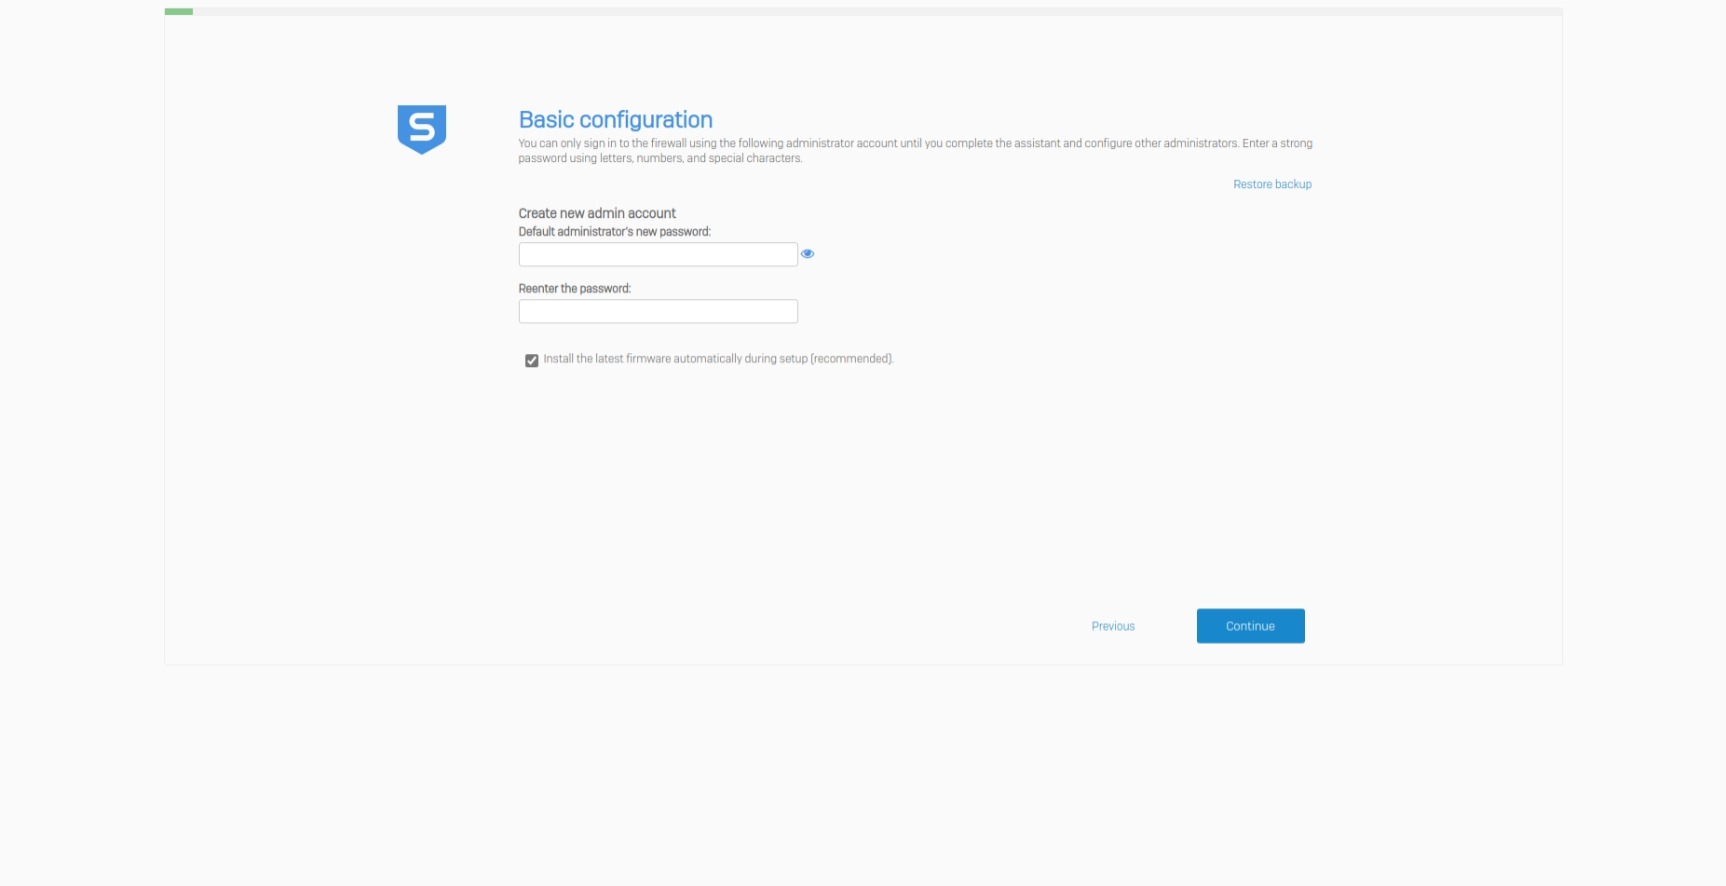 S
Basic configuration
You can only sign in to the firewall using the following administrator account until you complete the assistant and configure other administrators. Enter a strong
password using letters, numbers, and special characters.
Restore backup
Create new admin account
Default administrator's new password:
Reenter the password:
Install the latest firmware automatically during setup (recommended).
Previous
Continue